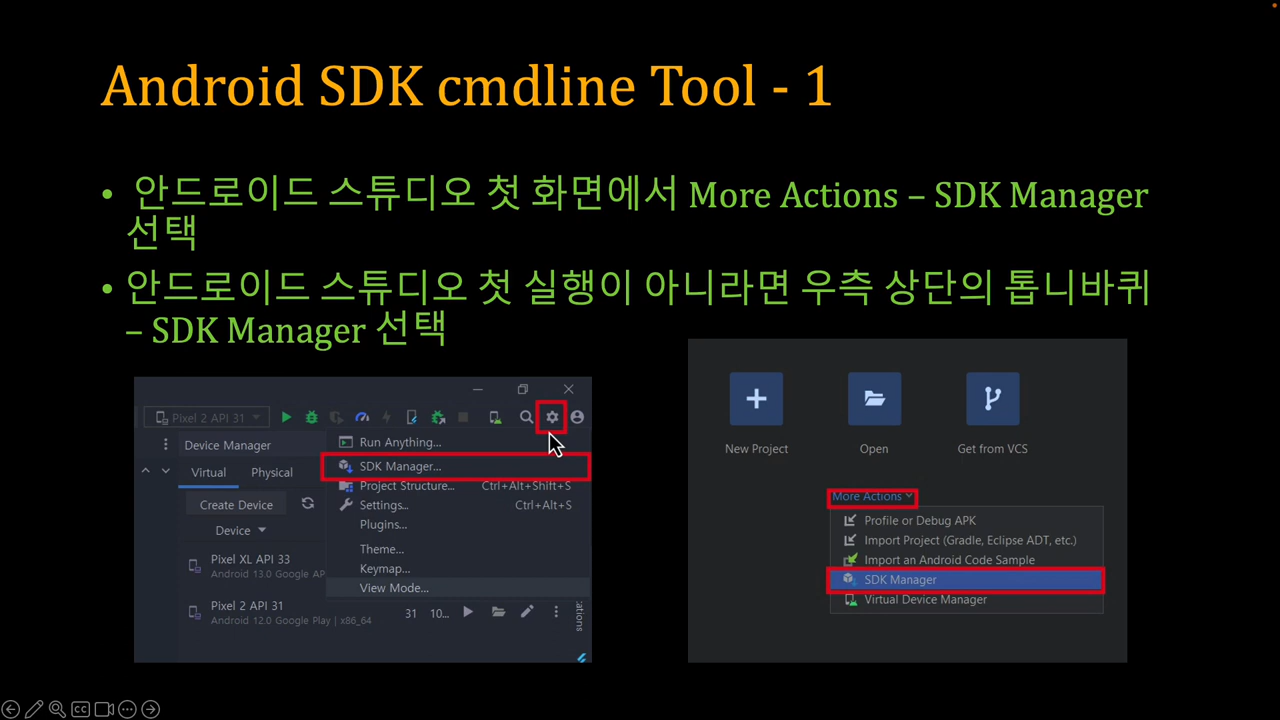 Android SDK cmdline Tool - 1
• 안드로이드 스튜디오 첫 화면에서 More Actions – SDK Manager
선택
• 안드로이드 스튜디오 첫 실행이 아니라면 우측 상단의 톱니바퀴
– SDK Manager 선택
Pixel 2 API 31
Device Manager
Run Anything...
Virtual Physical
SDK Manager...
Project Structure... Ctrl+Alt+Shift+S
Create Device
Settings... Ctrl+Alt+S
Plugins...
Device
Theme...
Pixel XL API 33
Keymap...
Android 13.0 Google AP
View Mode...
Pixel 2 API 31
Android 12.0 Google Play | x86_64
31 10...
New Project
Open
Get from VCS
More Actions
Profile or Debug APK
Import Project (Gradle, Eclipse ADT, etc.)
Import an Android Code Sample
SDK Manager
Virtual Device Manager
CC